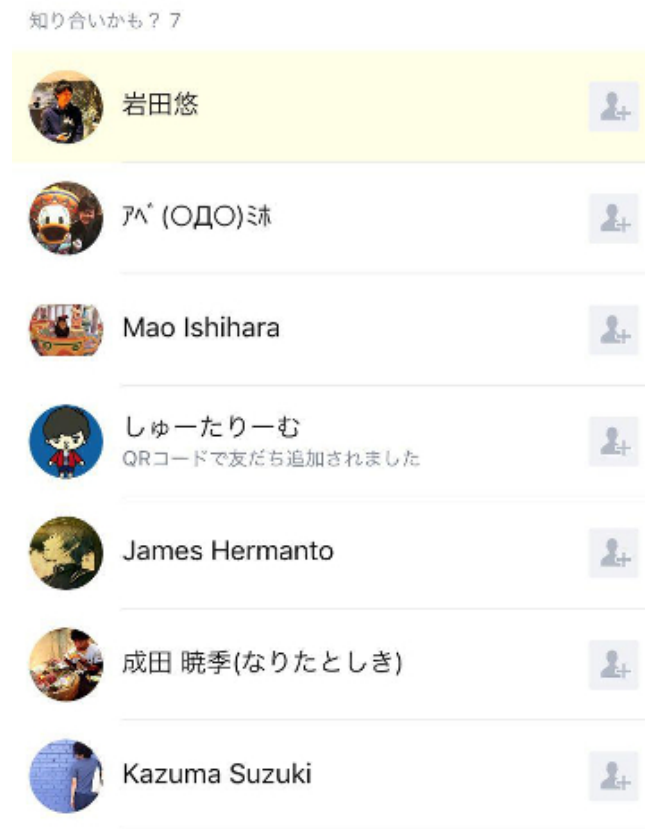 知り合いかも？ 7
岩田悠
ｱﾍﾞ(〇Д〇)ﾐﾎ
Mao Ishihara
しゅーたりーむ
QRコードで友だち追加されました
James Hermanto
成田 暁季(なりたとしき)
Kazuma Suzuki